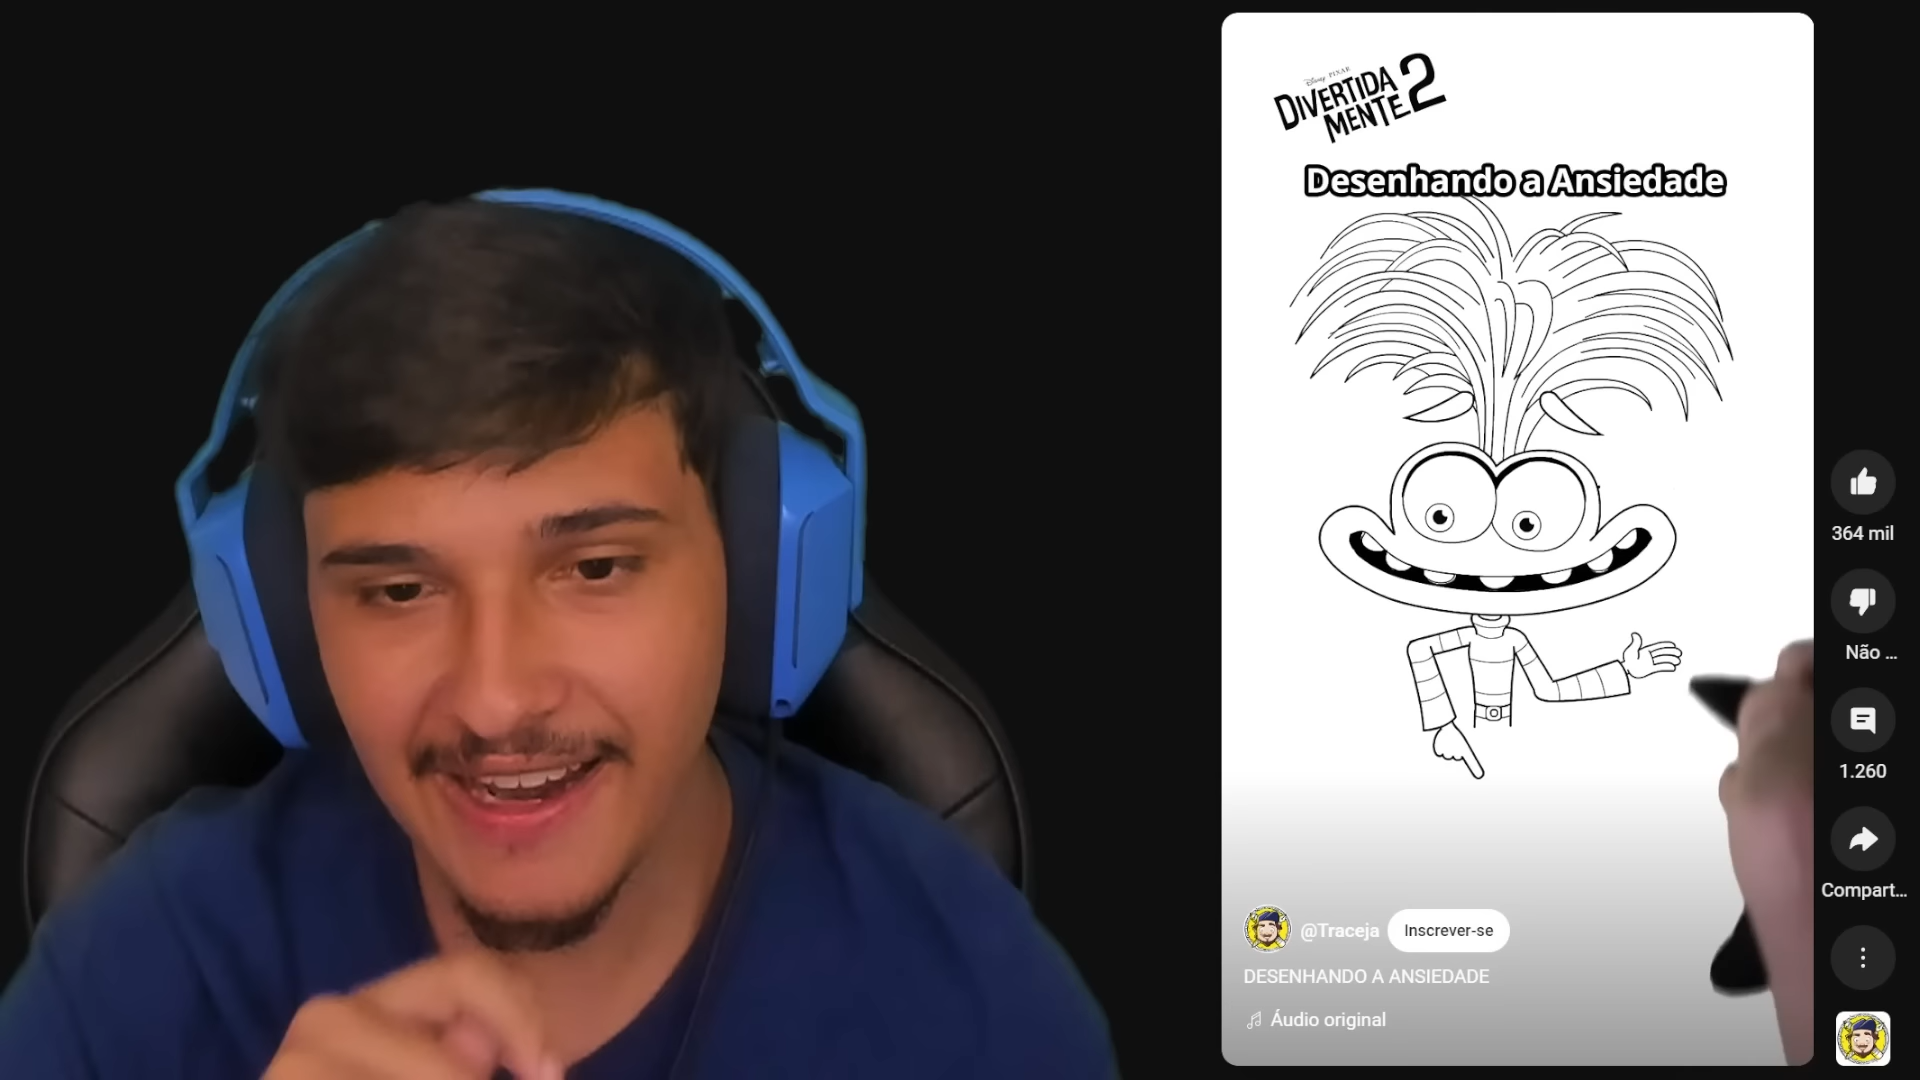 Disney PIXAR
DIVERTIDA
MENTE 2
Desenhando a Ansiedade
364 mil
Não ...
1.260
Compart...
@Traceja
Inscrever-se
DESENHANDO A ANSIEDADE
Áudio original